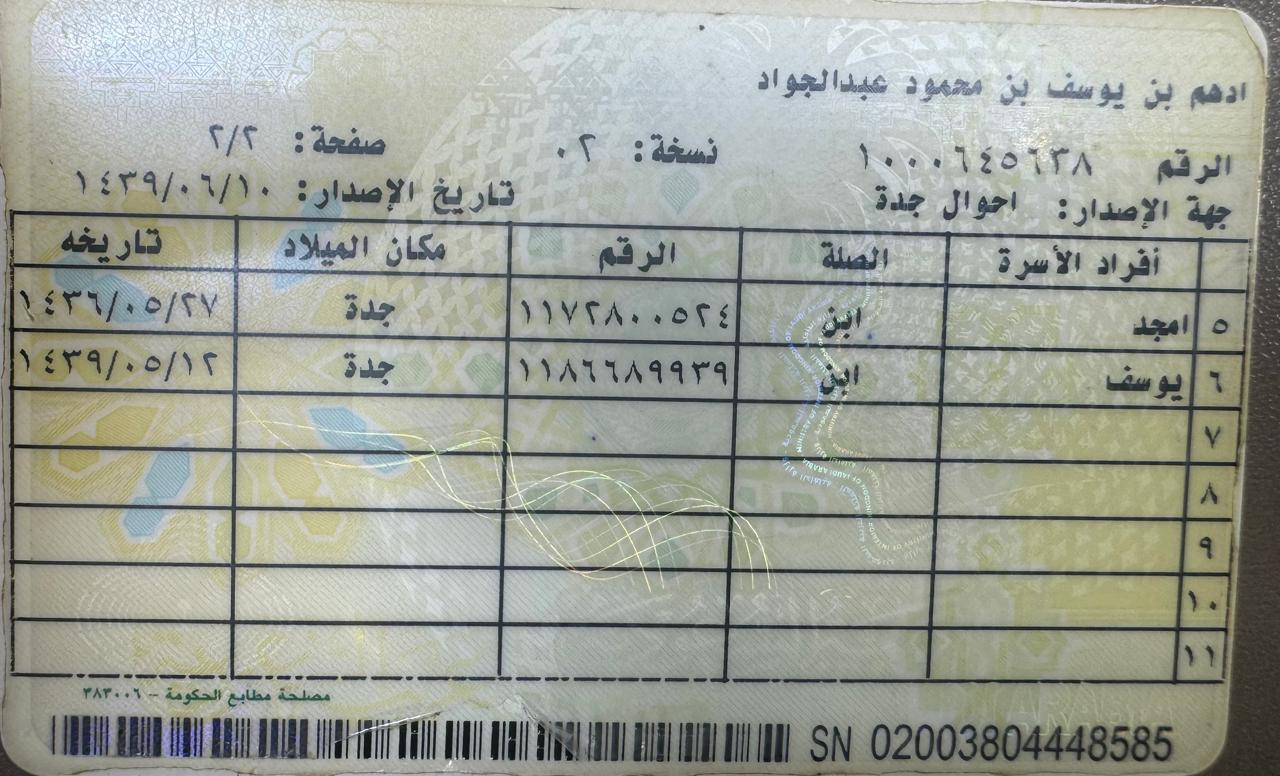 ادهم بن يوسف بن محمود عبدالجواد
الرقم ١٠٠٠٦٤٥٦٣٨ نسخة: ٠٢ صفحة: ٢/٢
جهة الإصدار: احوال جدة تاريخ الإصدار: ١٤٣٩/٠٦/١٠
أفراد الأسرة الصلة الرقم مكان الميلاد تاريخه
٥ امجد ابن ١١٧٢٨٠٠٥٢٤ جدة ١٤٣٦/٠٥/٢٧
٦ يوسف ابن ١١٨٦٦٨٩٩٣٩ جدة ١٤٣٩/٠٥/١٢
٧
٨
٩
١٠
١١
مصلحة مطابع الحكومة - ٣٨٣٠٠٦
SN 02003804448585